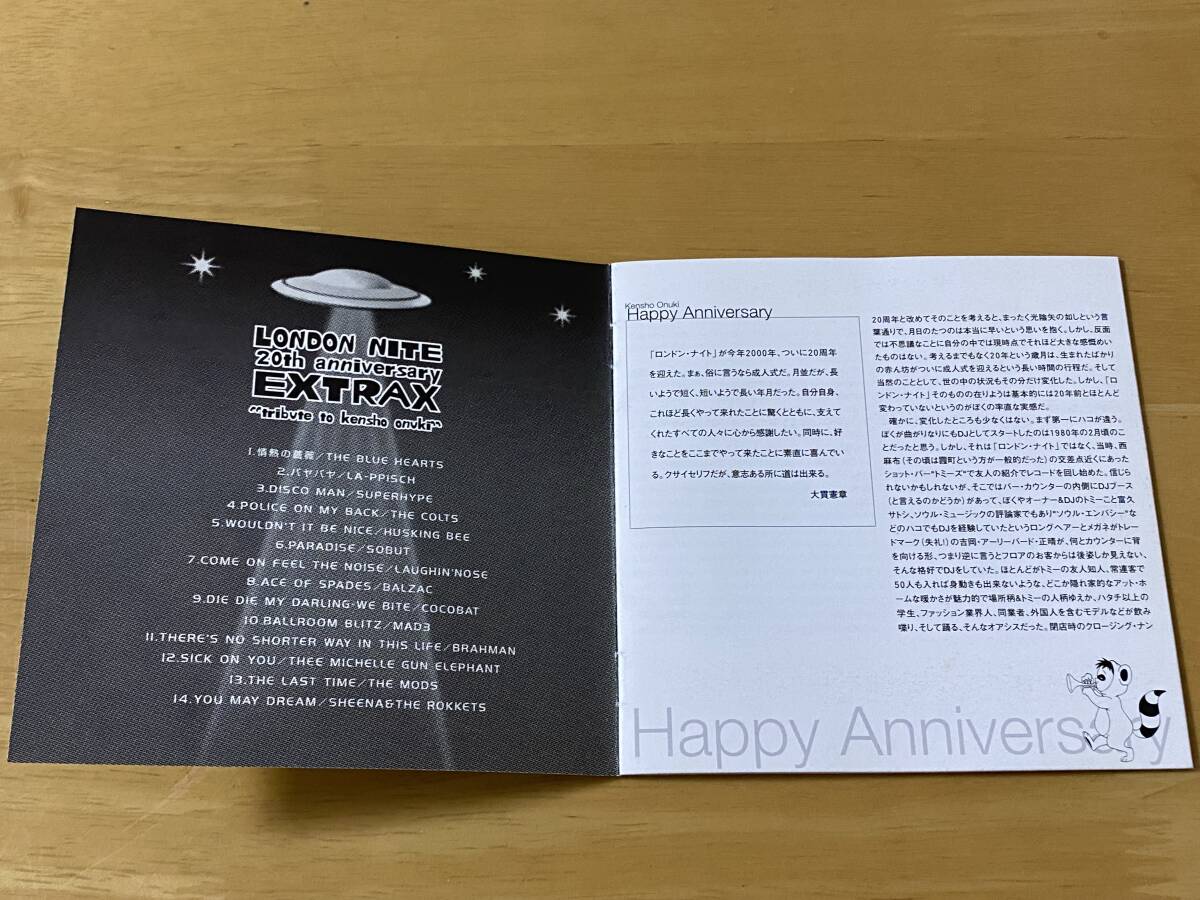 LONDON NITE
20th anniversary
EXTRAX
"tribute to kensho onuki"
1.情熱の薔薇/THE BLUE HEARTS
2.パヤパヤ/LA-PPISCH
3.DISCO MAN/SUPERHYPE
4.POLICE ON MY BACK/THE COLTS
5.WOULDN'T IT BE NICE/HUSKING BEE
6.PARADISE/SOBUT
7.COME ON FEEL THE NOISE/LAUGHIN'NOSE
8.ACE OF SPADES/BALZAC
9.DIE DIE MY DARLING-WE BITE/COCOBAT
10.BALLROOM BLITZ/MAD3
11.THERE'S NO SHORTER WAY IN THIS LIFE/BRAHMAN
12.SICK ON YOU/THEE MICHELLE GUN ELEPHANT
13.THE LAST TIME/THE MODS
14.YOU MAY DREAM/SHEENA&THE ROKKETS
Kensho Onuki
Happy Anniversary
「ロンドン・ナイト」が今年2000年、ついに20周年
を迎えた。まぁ、俗に言うなら成人式だ。月並だが、長
いようで短く、短いようで長い年月だった。自分自身、
これほど長くやって来れたことに驚くとともに、支えて
くれたすべての人々に心から感謝したい。同時に、好
きなことをここまでやって来たことに素直に喜んでい
る。クサイセリフだが、意志ある所に道は出来る。
大貫憲章
20周年と改めてそのことを考えると、まったく光陰矢の如しという言
葉通りで、月日のたつのは本当に早いという思いを抱く。しかし、反面
では不思議なことに自分の中では現時点でそれほど大きな感慨めい
たものはない。考えるまでもなく20年という歳月は、生まれたばかり
の赤ん坊がついに成人式を迎えるという長い時間の行程だ。そして
当然のこととして、世の中の状況もその分だけ変化した。しかし、「ロ
ンドン・ナイト」そのものの在りようは基本的には20年前とほとんど
変わっていないというのがぼくの率直な実感だ。
確かに、変化したところも少なくはない。まず第一にハコが違う。
ぼくが曲がりなりにもDJとしてスタートしたのは1980年の2月頃のこ
とだったと思う。しかし、それは「ロンドン・ナイト」ではなく、当時、西
麻布(その頃は霞町という方が一般的だった)の交差点近くにあった
ショット・バー"トミーズ"で友人の紹介でレコードを回し始めた。信じら
れないかもしれないが、そこではバー・カウンターの内側にDJブース
(と言えるのかどうか)があって、ぼくやオーナー&DJのトミーこと富久
サトシ、ソウル・ミュージックの評論家でもあり"ソウル・エンバシー"な
どのハコでもDJを経験していたというロングヘアーとメガネがトレー
ドマーク(失礼!)の吉岡・アーリーバード・正晴が、何とカウンターに背
を向ける形、つまり逆に言うとフロアのお客からは後姿しか見えない、
そんな格好でDJをしていた。ほとんどがトミーの友人知人、常連客で
50人も入れば身動きも出来ないような、どこか隠れ家的なアット・ホ
ームな暖かさが魅力的で場所柄&トミーの人柄ゆえか、ハタチ以上の
学生、ファッション業界人、同業者、外国人を含むモデルなどが飲み
喋り、そして踊る、そんなオアシスだった。閉店時のクロージング・ナン
Happy Anniversary